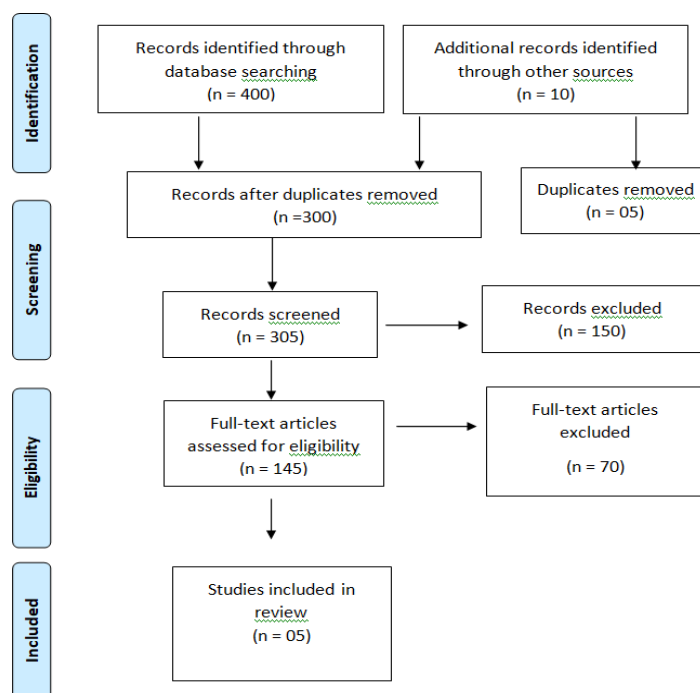 Identification
Records identified through
database searching
(n = 400)
Additional records identified
through other sources
(n = 10)
Records after duplicates removed
(n =300)
Duplicates removed
(n = 05)
Screening
Records screened
(n = 305)
Records excluded
(n = 150)
Eligibility
Full-text articles
assessed for eligibility
(n = 145)
Full-text articles
excluded
(n = 70)
Included
Studies included in
review
(n = 05)